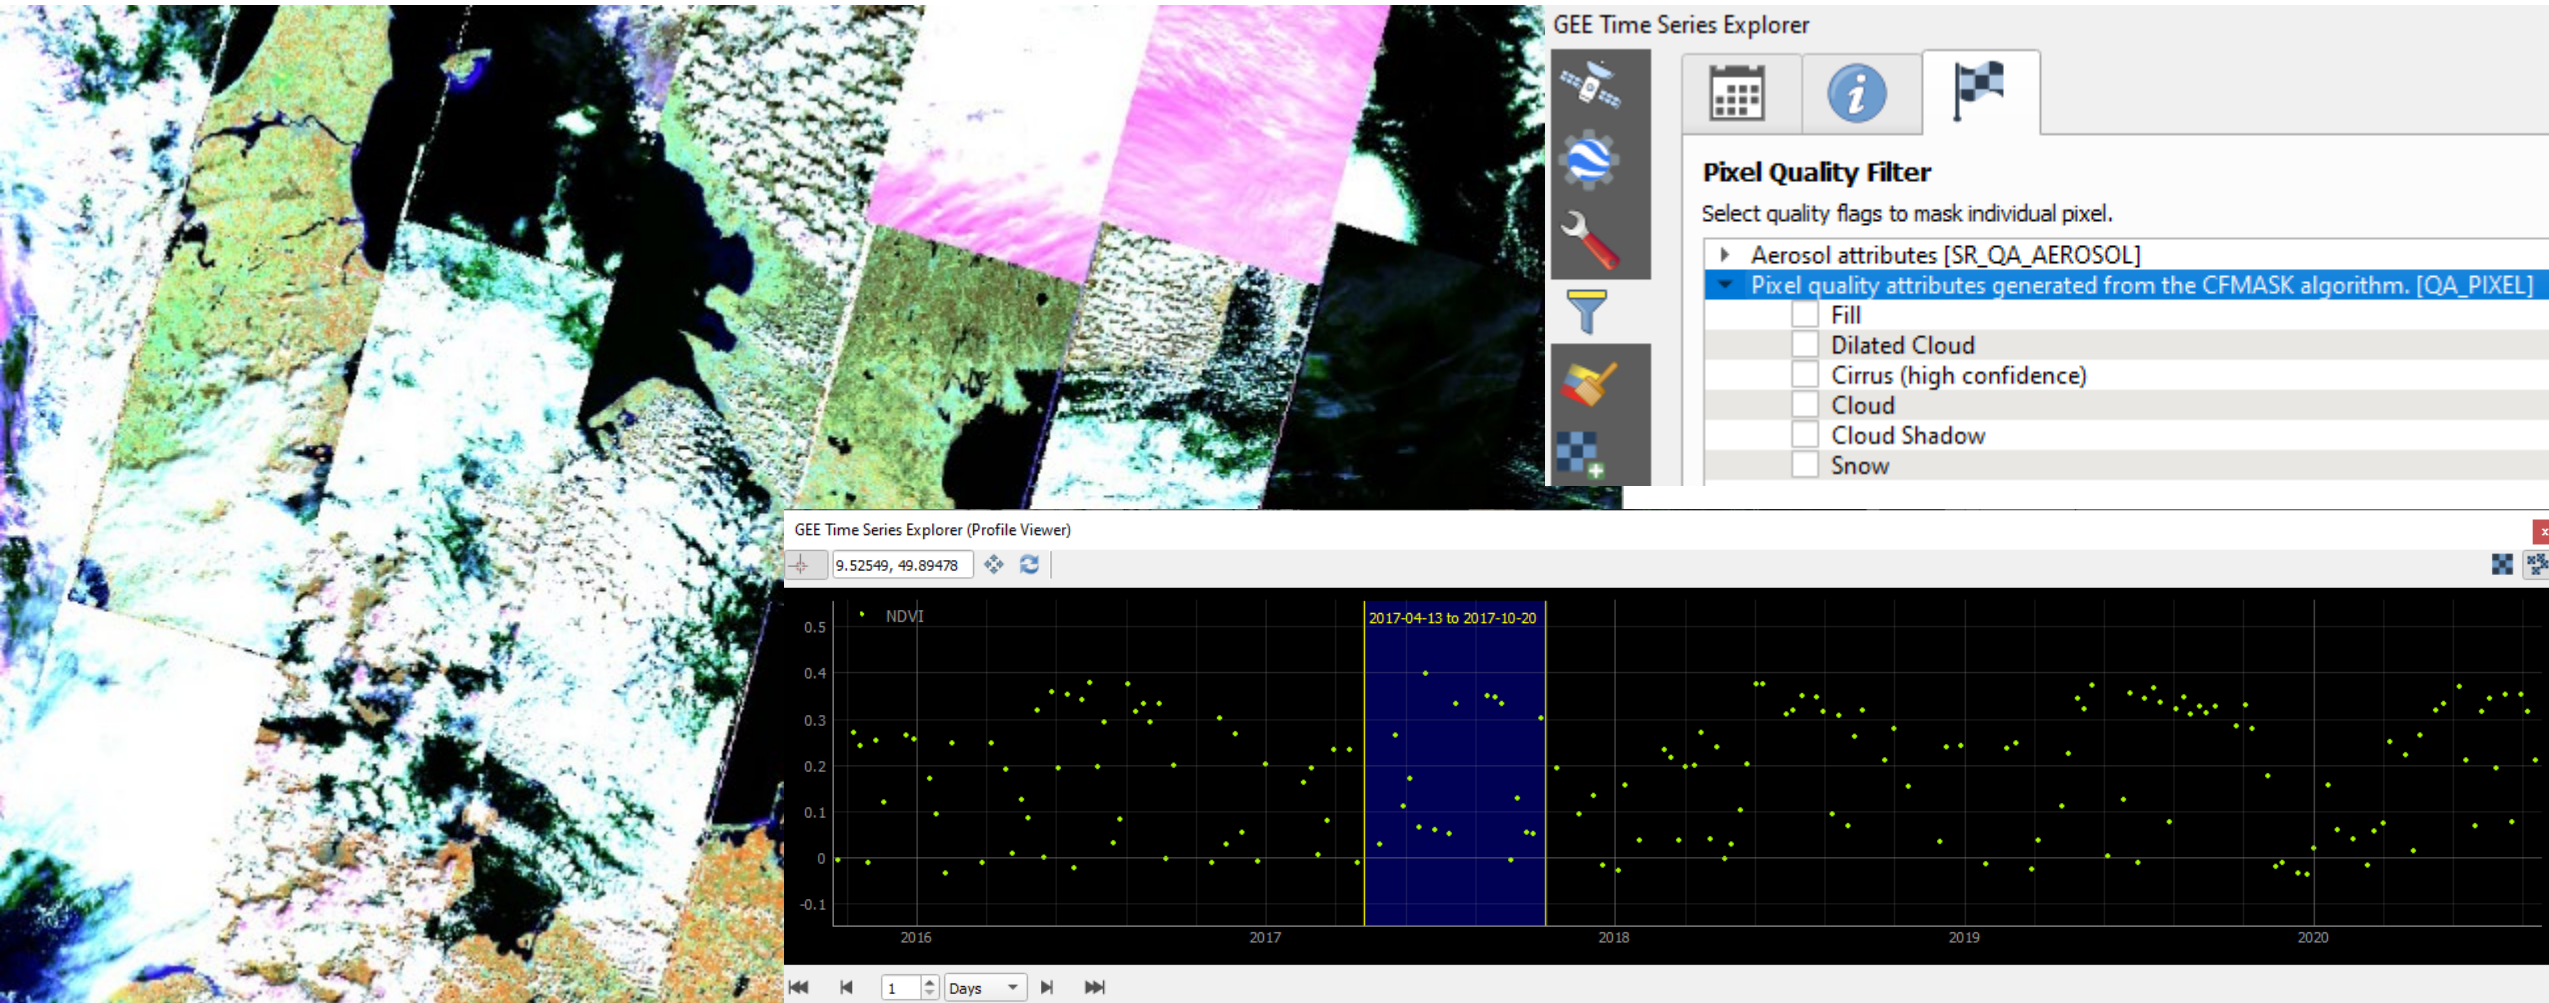 GEE Time Series Explorer
Pixel Quality Filter
Select quality flags to mask individual pixel.
Aerosol attributes [SR_QA_AEROSOL]
Pixel quality attributes generated from the CFMASK algorithm. [QA_PIXEL]
Fill
Dilated Cloud
Cirrus (high confidence)
Cloud
Cloud Shadow
Snow
GEE Time Series Explorer (Profile Viewer)
9.52549, 49.89478
NDVI
2017-04-13 to 2017-10-20
0.5
0.4
0.3
0.2
0.1
0
-0.1
2016
2017
2018
2019
2020
1
Days